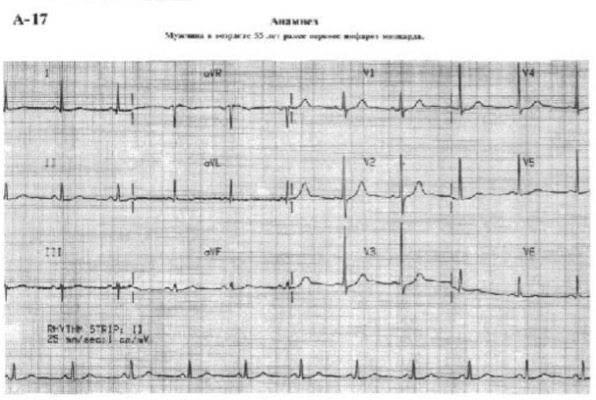 А-17
Анамнез
Мужчина в возрасте 55 лет ранее перенес инфаркт миокарда.
I aVR V1 V4
II aVL V2 V5
III aVF V3 V6
RHYTHM STRIP: II
25 mm/sec; 1 cm/mV